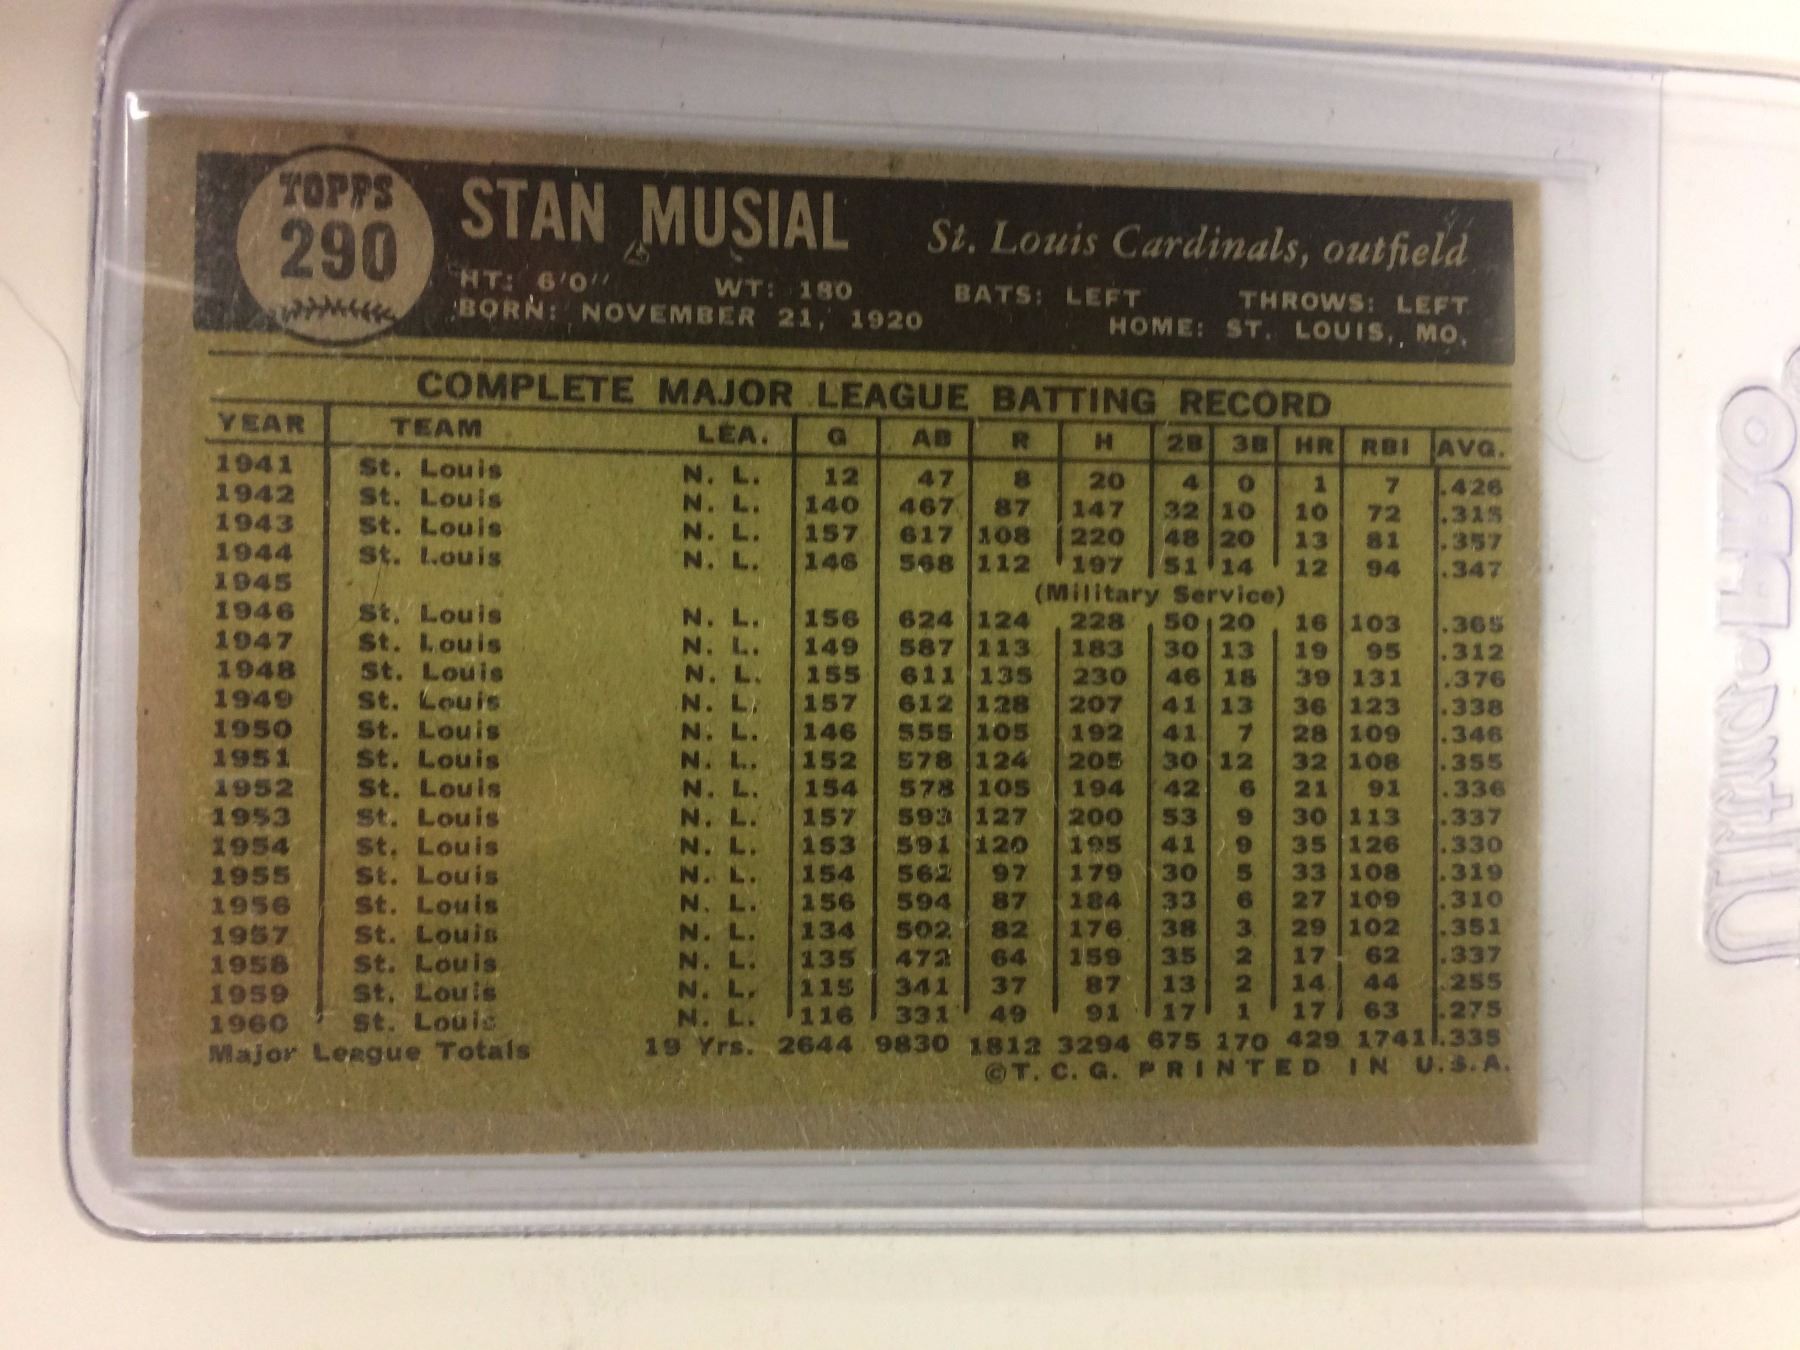 TOPPS
290
STAN MUSIAL
St. Louis Cardinals, outfield
HT: 6'0" WT: 180 BATS: LEFT THROWS: LEFT
BORN: NOVEMBER 21, 1920 HOME: ST. LOUIS, MO.
COMPLETE MAJOR LEAGUE BATTING RECORD
YEAR TEAM LEA. G AB R H 2B 3B HR RBI AVG.
1941 St. Louis N. L. 12 47 8 20 4 0 1 7 .426
1942 St. Louis N. L. 140 467 87 147 32 10 10 72 .315
1943 St. Louis N. L. 157 617 108 220 48 20 13 81 .357
1944 St. Louis N. L. 146 568 112 197 51 14 12 94 .347
1945 (Military Service)
1946 St. Louis N. L. 156 624 124 228 50 20 16 103 .365
1947 St. Louis N. L. 149 587 113 183 30 13 19 95 .312
1948 St. Louis N. L. 155 611 135 230 46 18 39 131 .376
1949 St. Louis N. L. 157 612 128 207 41 13 36 123 .338
1950 St. Louis N. L. 146 555 105 192 41 7 28 109 .346
1951 St. Louis N. L. 152 578 124 205 30 12 32 108 .355
1952 St. Louis N. L. 154 578 105 194 42 6 21 91 .336
1953 St. Louis N. L. 157 593 127 200 53 9 30 113 .337
1954 St. Louis N. L. 153 591 120 195 41 9 35 126 .330
1955 St. Louis N. L. 154 562 97 179 30 5 33 108 .319
1956 St. Louis N. L. 156 594 87 184 33 6 27 109 .310
1957 St. Louis N. L. 134 502 82 176 38 3 29 102 .351
1958 St. Louis N. L. 135 472 64 159 35 2 17 62 .337
1959 St. Louis N. L. 115 341 37 87 13 2 14 44 .255
1960 St. Louis N. L. 116 331 49 91 17 1 17 63 .275
Major League Totals 19 Yrs. 2644 9830 1812 3294 675 170 429 1741 .335
©T. C. G. PRINTED IN U.S.A.
Ultra•PRO